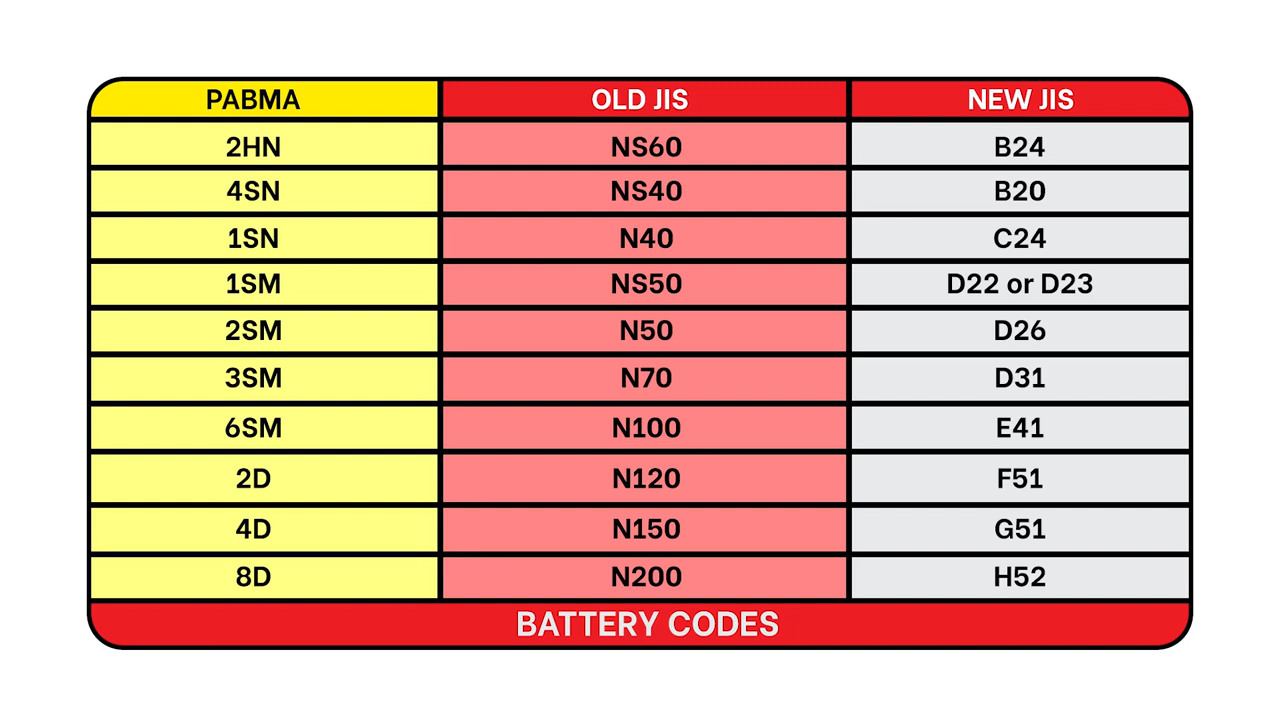 PABMA OLD JIS NEW JIS
2HN NS60 B24
4SN NS40 B20
1SN N40 C24
1SM NS50 D22 or D23
2SM N50 D26
3SM N70 D31
6SM N100 E41
2D N120 F51
4D N150 G51
8D N200 H52
BATTERY CODES